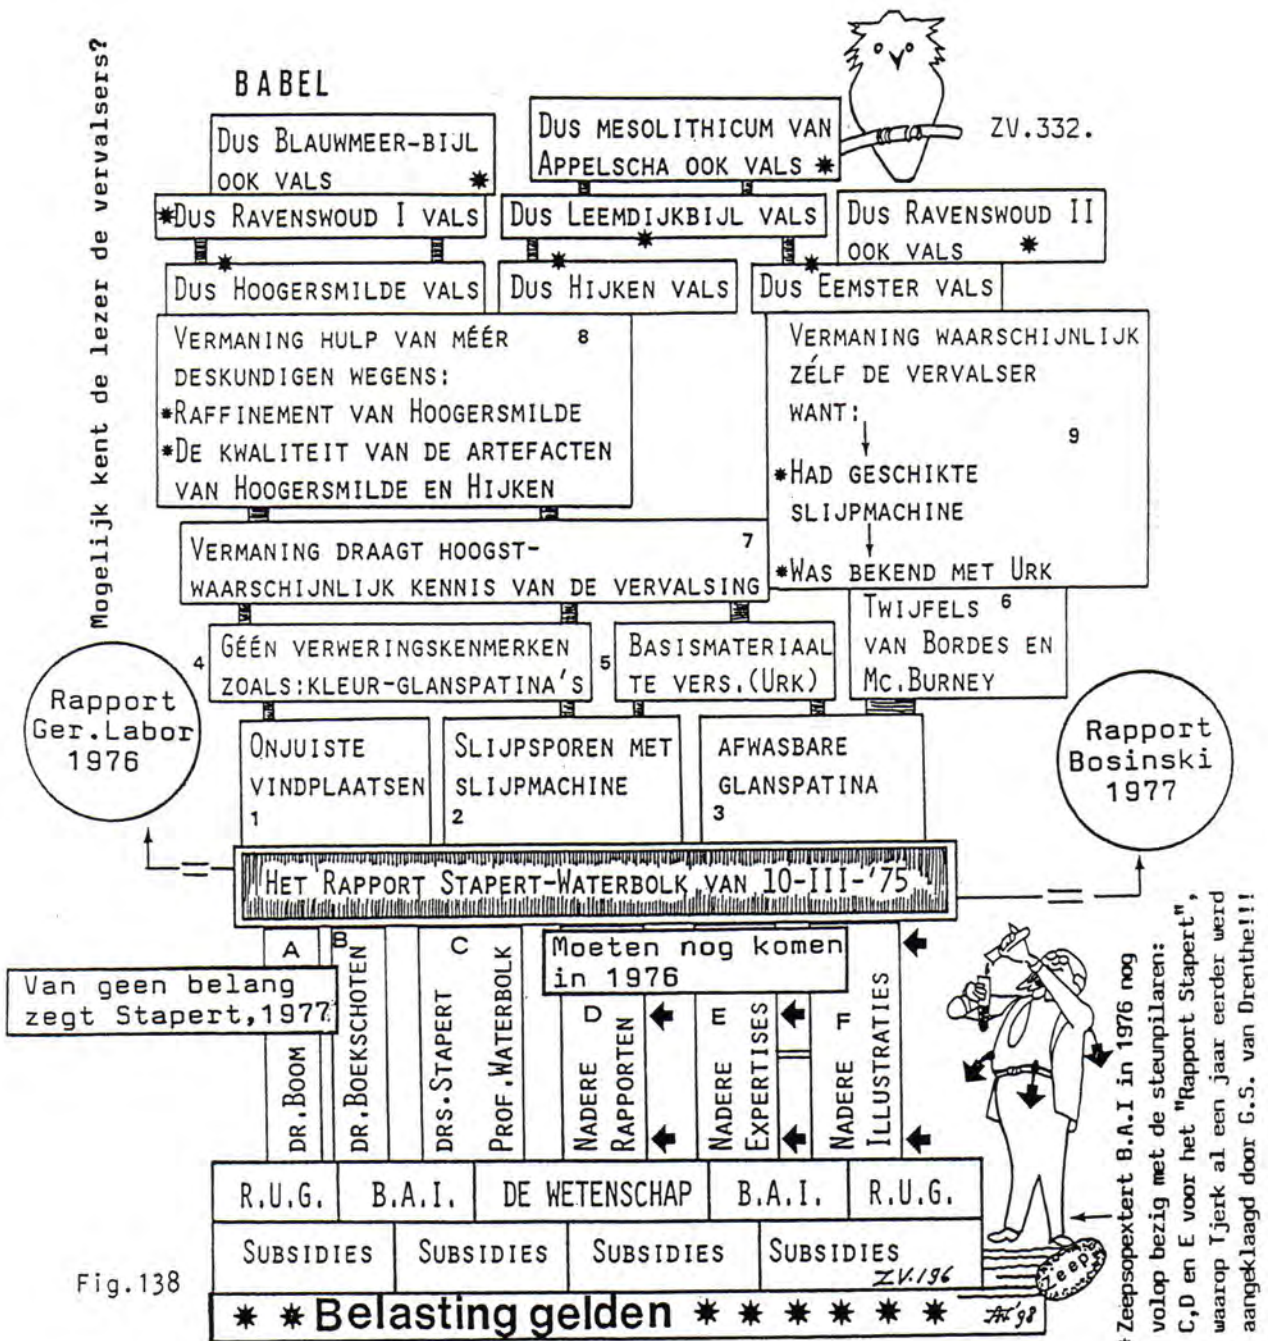 Mogelijk kent de lezer de vervalsers?
BABEL
ZV.332.
DUS BLAUWMEER-BIJL
OOK VALS *
DUS MESOLITHICUM VAN
APPELSCHA OOK VALS *
*DUS RAVENSWOUD I VALS
DUS LEEMDIJKBIJL VALS
DUS RAVENSWOUD II
OOK VALS *
DUS HOOGERSMILDE VALS
DUS HIJKEN VALS
DUS EEMSTER VALS
VERMANING HULP VAN MÉÉR 8
DESKUNDIGEN WEGENS:
*RAFFINEMENT VAN HOOGERSMILDE
*DE KWALITEIT VAN DE ARTEFACTEN
VAN HOOGERSMILDE EN HIJKEN
VERMANING WAARSCHIJNLIJK
ZÉLF DE VERVALSER
WANT:
9
*HAD GESCHIKTE
SLIJPMACHINE
*WAS BEKEND MET URK
VERMANING DRAAGT HOOGST- 7
WAARSCHIJNLIJK KENNIS VAN DE VERVALSING
4 GÉÉN VERWERINGSKENMERKEN
ZOALS:KLEUR-GLANSPATINA'S
5 BASISMATERIAAL
TE VERS.(URK)
TWIJFELS 6
VAN BORDES EN
MC.BURNEY
Rapport
Ger.Labor
1976
ONJUISTE
VINDPLAATSEN
1
SLIJPSPOREN MET
SLIJPMACHINE
2
AFWASBARE
GLANSPATINA
3
Rapport
Bosinski
1977
HET RAPPORT STAPERT-WATERBOLK VAN 10-III-'75
Van geen belang
zegt Stapert,1977
Moeten nog komen
in 1976
A
DR.BOOM
B
DR.BOEKSCHOTEN
C
DRS.STAPERT
PROF.WATERBOLK
D
NADERE
RAPPORTEN
E
NADERE
EXPERTISES
F
NADERE
ILLUSTRATIES
R.U.G. B.A.I. DE WETENSCHAP B.A.I. R.U.G.
SUBSIDIES SUBSIDIES SUBSIDIES SUBSIDIES
ZV.196
* * Belasting gelden * * * * * *
'98
Zeep
*Zeepsopextert B.A.I in 1976 nog
volop bezig met de steunpilaren:
C,D en E voor het "Rapport Stapert",
waarop Tjerk al een jaar eerder werd
aangeklaagd door G.S. van Drenthe!!!
Fig.138